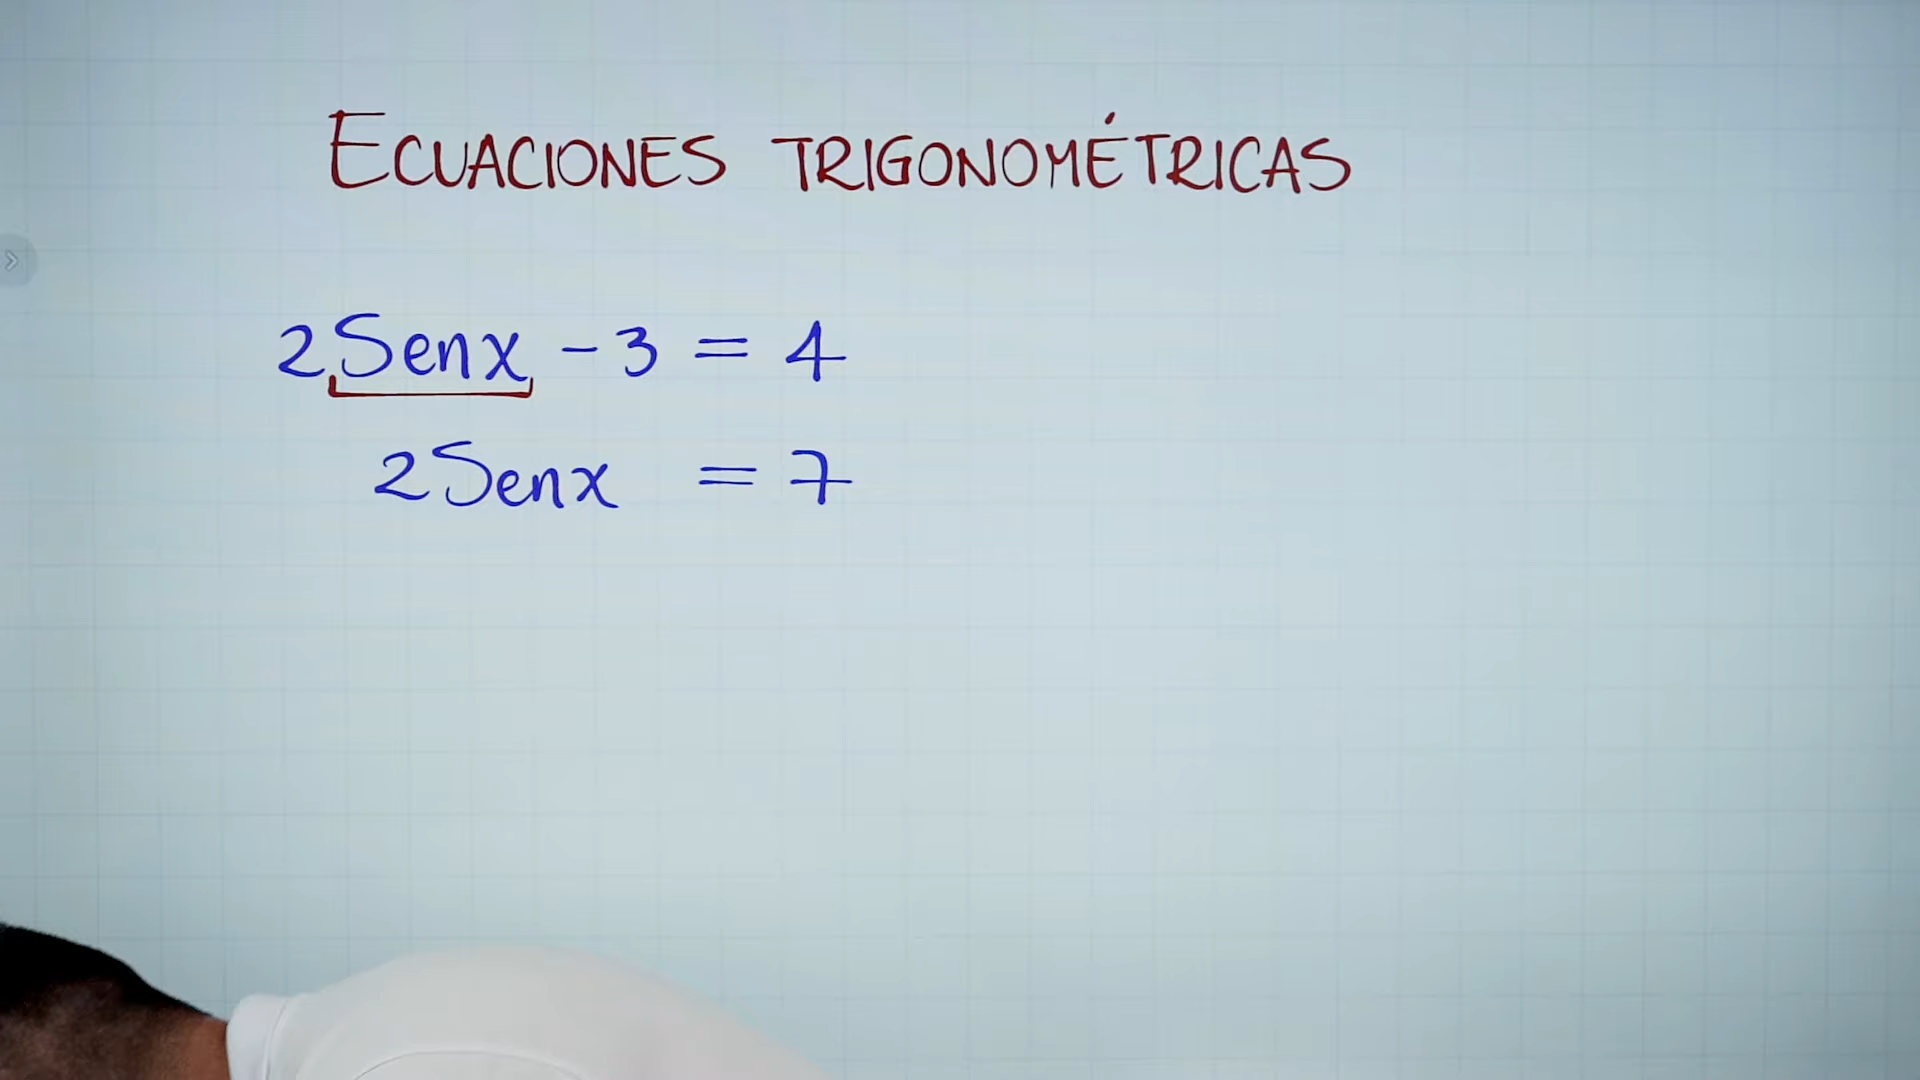 ECUACIONES TRIGONOMÉTRICAS
2Senx - 3 = 4
2Senx = 7